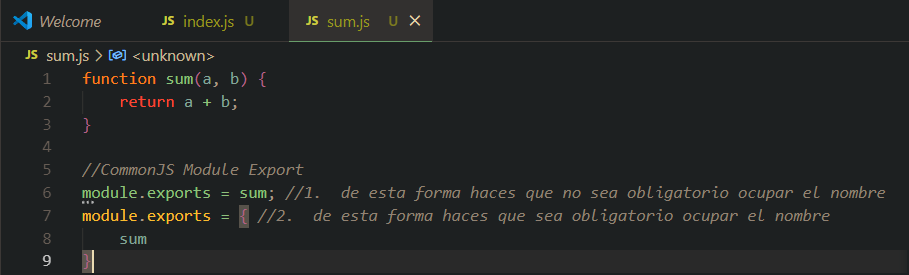 Welcome JS index.js U JS sum.js U ×
JS sum.js > <unknown>
1 function sum(a, b) {
2 return a + b;
3 }
4
5 //CommonJS Module Export
6 module.exports = sum; //1. de esta forma haces que no sea obligatorio ocupar el nombre
7 module.exports = { //2. de esta forma haces que sea obligatorio ocupar el nombre
8 sum
9 }